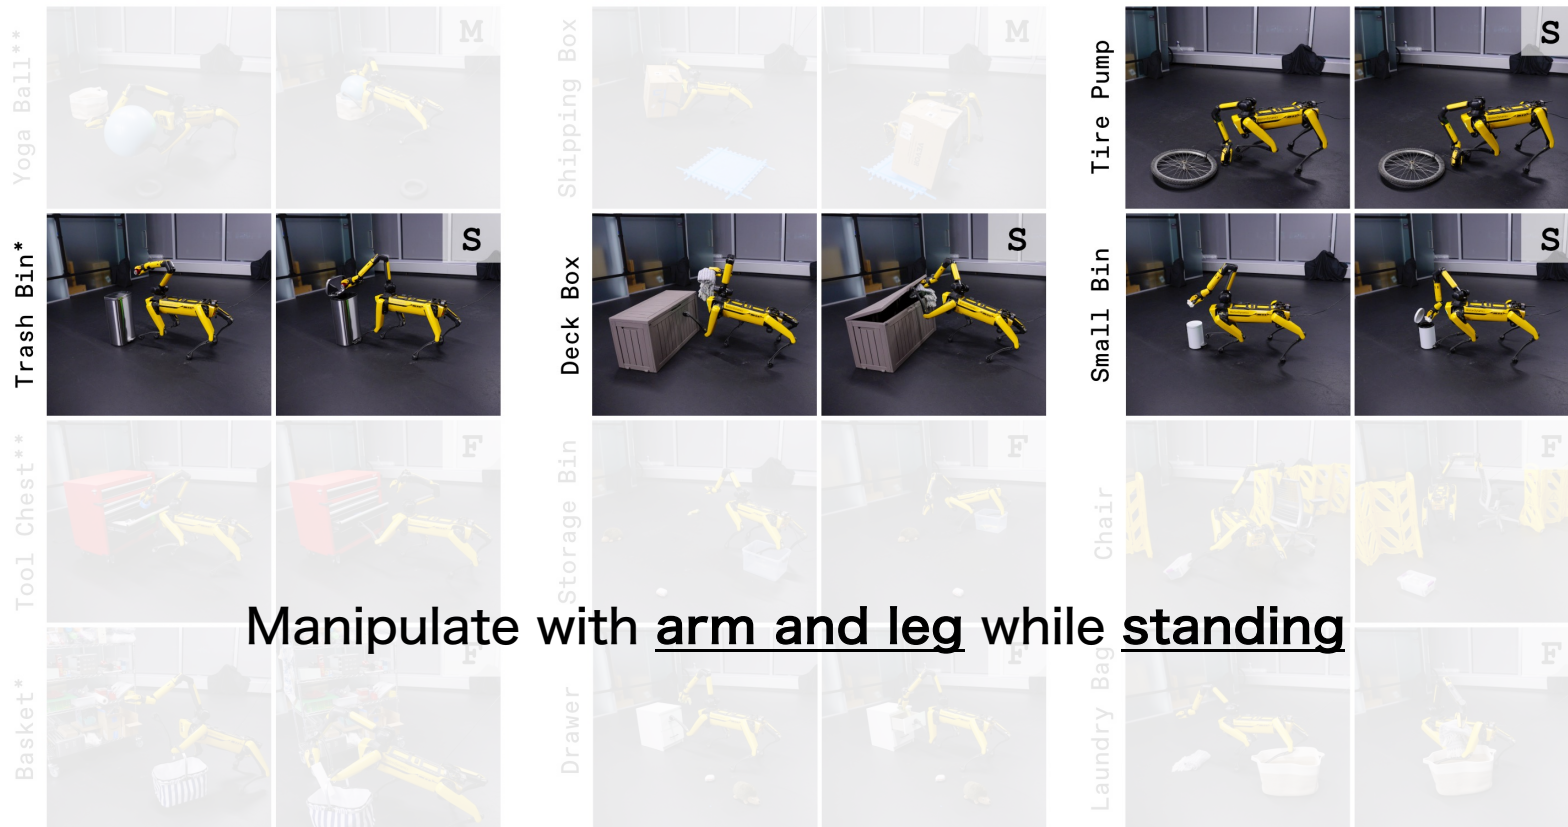 Yoga Ball**
M
Shipping Box
M
Tire Pump
S
Trash Bin*
S
Deck Box
S
Small Bin
S
Tool Chest**
F
Storage Bin
F
Chair
F
Manipulate with arm and leg while standing
Basket*
Drawer
F
Laundry Bag
F